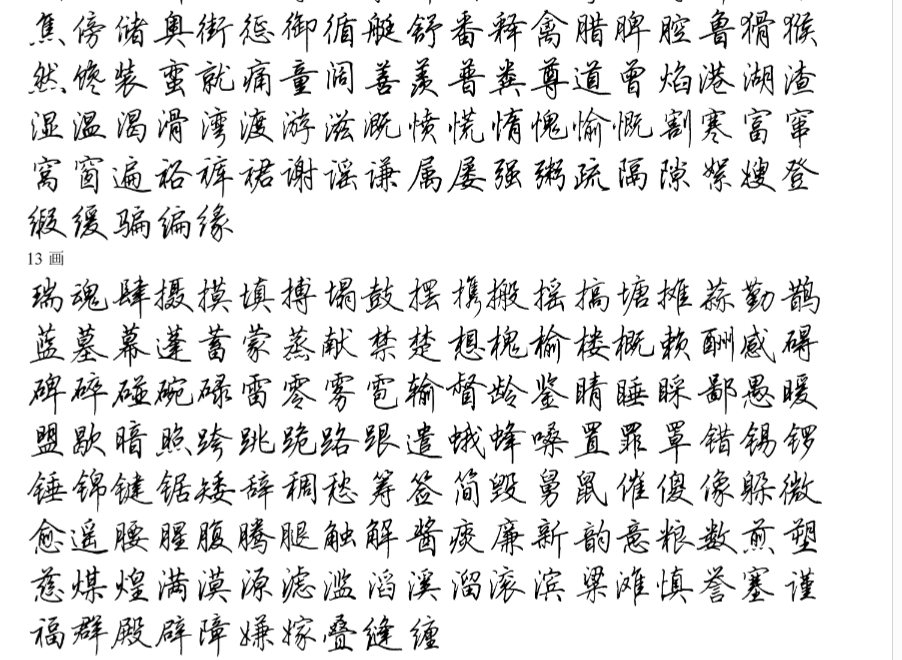 焦傍储奥街惩御循艇舒番释禽腊脾腔鲁猾猴
然馋装蛮就痛童阔善羡普粪尊道曾焰港湖渣
湿温渴滑湾渡游滋溉愤慌惰愧愉慨割寒富窜
窝窗遍裕裤裙谢谣谦属屡强粥疏隔隙絮嫂登
缎缓骗编缘
13 画
瑞魂肆摄摸填搏塌鼓摆携搬摇搞塘摊蒜勤鹊
蓝墓幕蓬蓄蒙蒸献禁楚想槐榆楼概赖酬感碍
碑碎碰碗碌雷零雾雹输督龄鉴睛睡睬鄙愚暖
盟歇暗照跨跳跪路跟遣蛾蜂嗓置罪罩错锡锣
锤锦键锯矮辞稠愁筹签简毁舅鼠催傻像躲微
愈遥腰腥腹腾腿触解酱痰廉新韵意粮数煎塑
慈煤煌满漠源滤滥滔溪溜滚滨粱滩慎誉塞谨
福群殿辟障嫌嫁叠缝缠